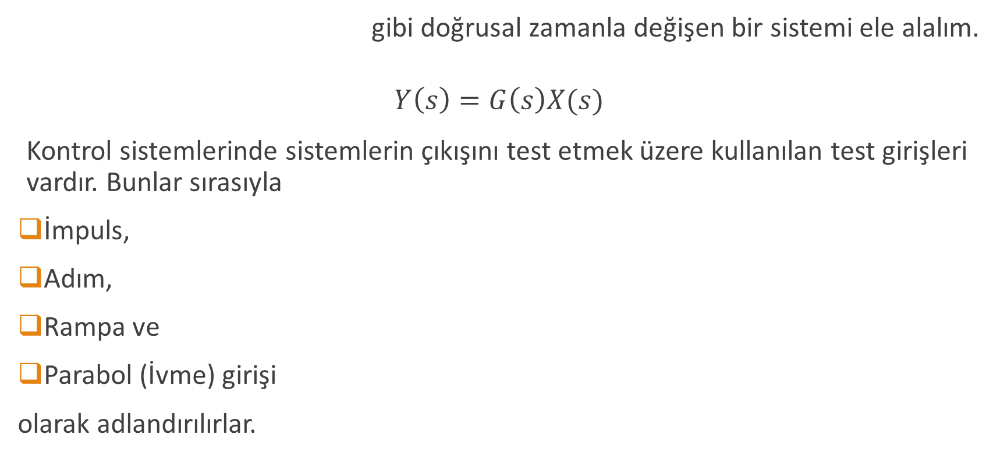 gibi doğrusal zamanla değişen bir sistemi ele alalım.
Y(s) = G(s)X(s)
Kontrol sistemlerinde sistemlerin çıkışını test etmek üzere kullanılan test girişleri
vardır. Bunlar sırasıyla
❑İmpuls,
❑Adım,
❑Rampa ve
❑Parabol (İvme) girişi
olarak adlandırılırlar.